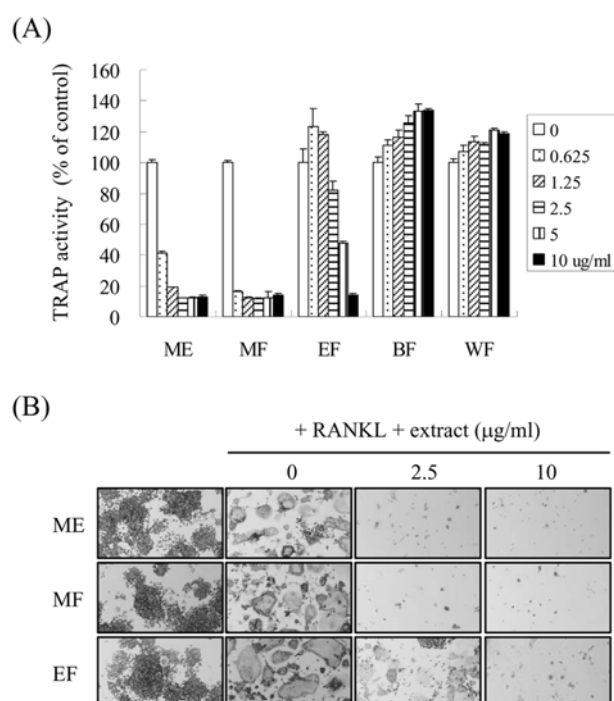 (A)
TRAP activity (% of control)
160
140
120
100
80
60
40
20
0
ME MF EF BF WF
0
0.625
1.25
2.5
5
10 ug/ml
(B)
+ RANKL + extract (µg/ml)
0 2.5 10
ME
MF
EF